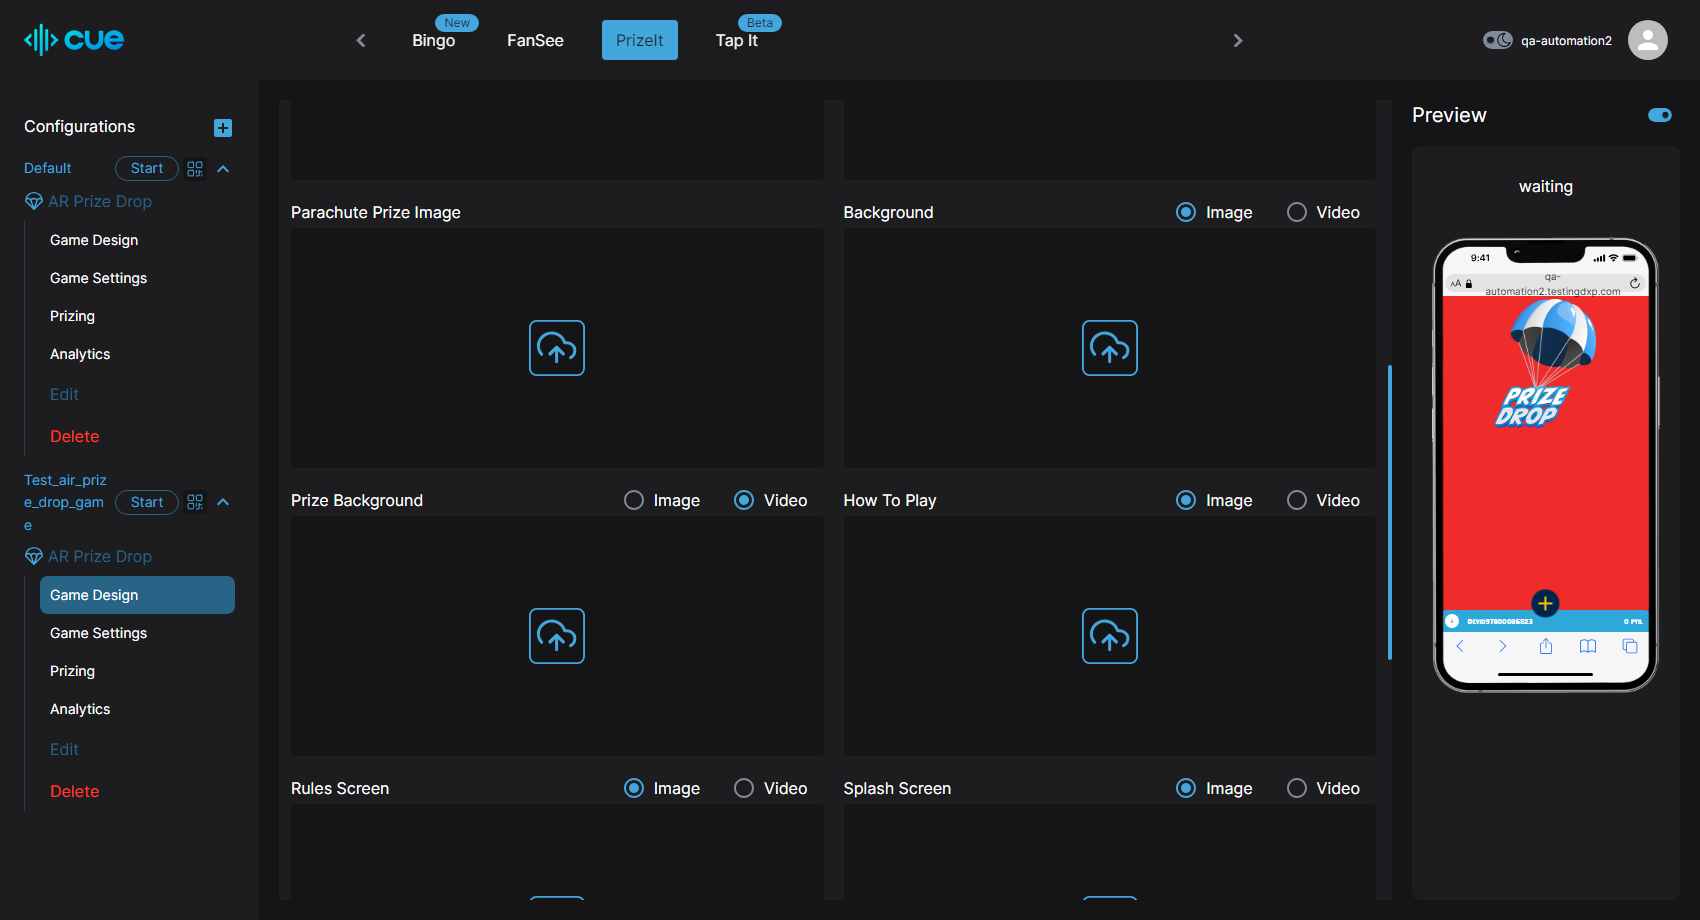 cue
New
Bingo
FanSee
PrizeIt
Beta
Tap It
qa-automation2
Configurations
Default
Start
AR Prize Drop
Game Design
Game Settings
Prizing
Analytics
Edit
Delete
Test_air_priz
e_drop_gam
e
Start
AR Prize Drop
Game Design
Game Settings
Prizing
Analytics
Edit
Delete
Parachute Prize Image
Background
Image
Video
Prize Background
Image
Video
How To Play
Image
Video
Rules Screen
Image
Video
Splash Screen
Image
Video
Preview
waiting
9:41
AA
qa-
automation2.testingdxp.com
PRIZE
DROP
0 PTS.